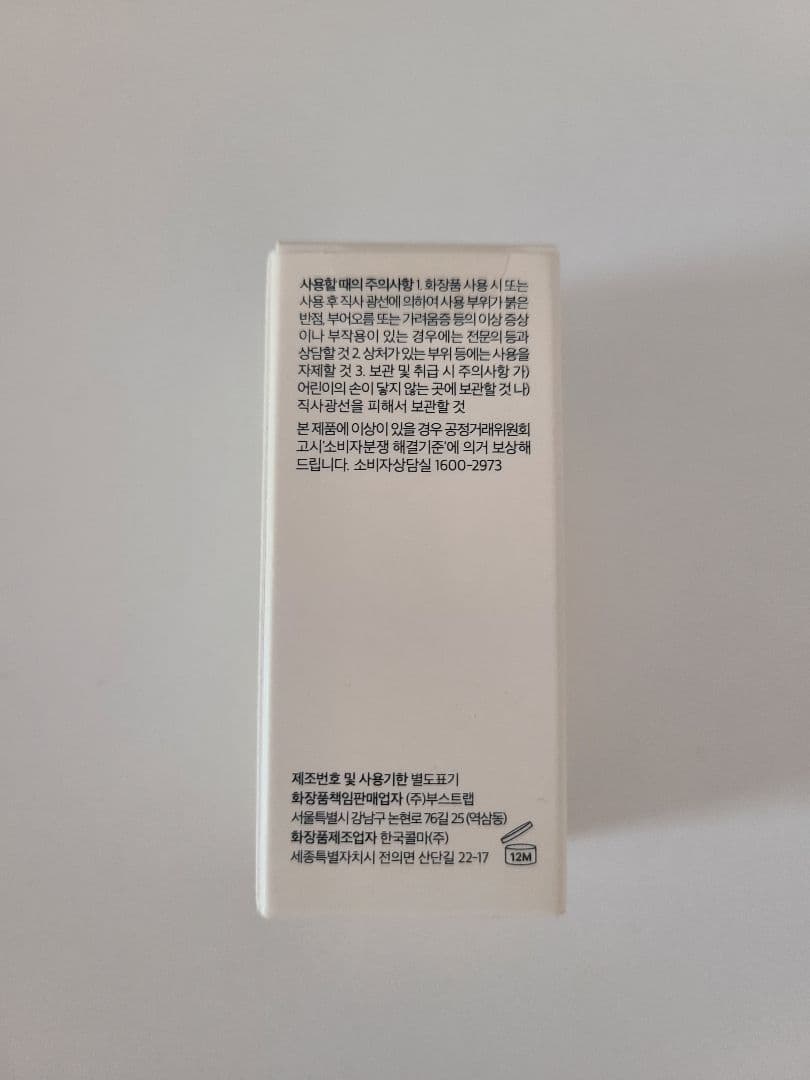 사용할 때의 주의사항 1. 화장품 사용 시 또는
사용 후 직사 광선에 의하여 사용 부위가 붉은
반점, 부어오름 또는 가려움증 등의 이상 증상
이나 부작용이 있는 경우에는 전문의 등과
상담할 것 2. 상처가 있는 부위 등에는 사용을
자제할 것 3. 보관 및 취급 시 주의사항 가)
어린이의 손이 닿지 않는 곳에 보관할 것 나)
직사광선을 피해서 보관할 것
본 제품에 이상이 있을 경우 공정거래위원회
고시'소비자분쟁 해결기준'에 의거 보상해
드립니다. 소비자상담실 1600-2973
제조번호 및 사용기한 별도표기
화장품책임판매업자 (주)부스트랩
서울특별시 강남구 논현로 76길 25 (역삼동)
화장품제조업자 한국콜마(주)
세종특별자치시 전의면 산단길 22-17
12M